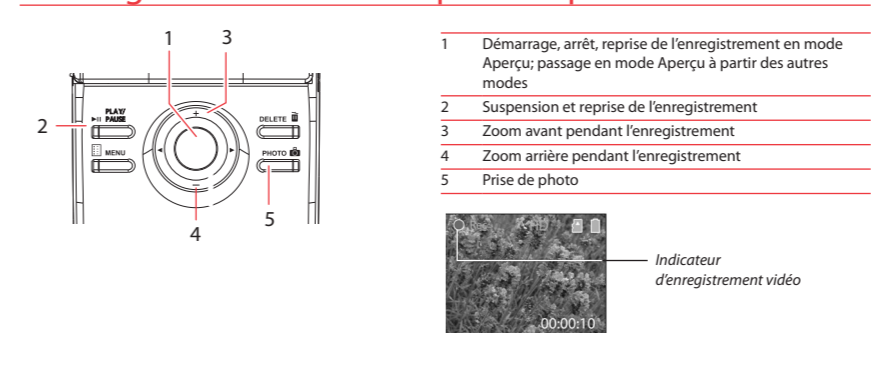 1 3
2
PLAY/
PAUSE
MENU
DELETE
PHOTO
4
5
1 Démarrage, arrêt, reprise de l’enregistrement en mode
Aperçu; passage en mode Aperçu à partir des autres
modes
2 Suspension et reprise de l’enregistrement
3 Zoom avant pendant l’enregistrement
4 Zoom arrière pendant l’enregistrement
5 Prise de photo
00:00:10
Indicateur
d’enregistrement vidéo